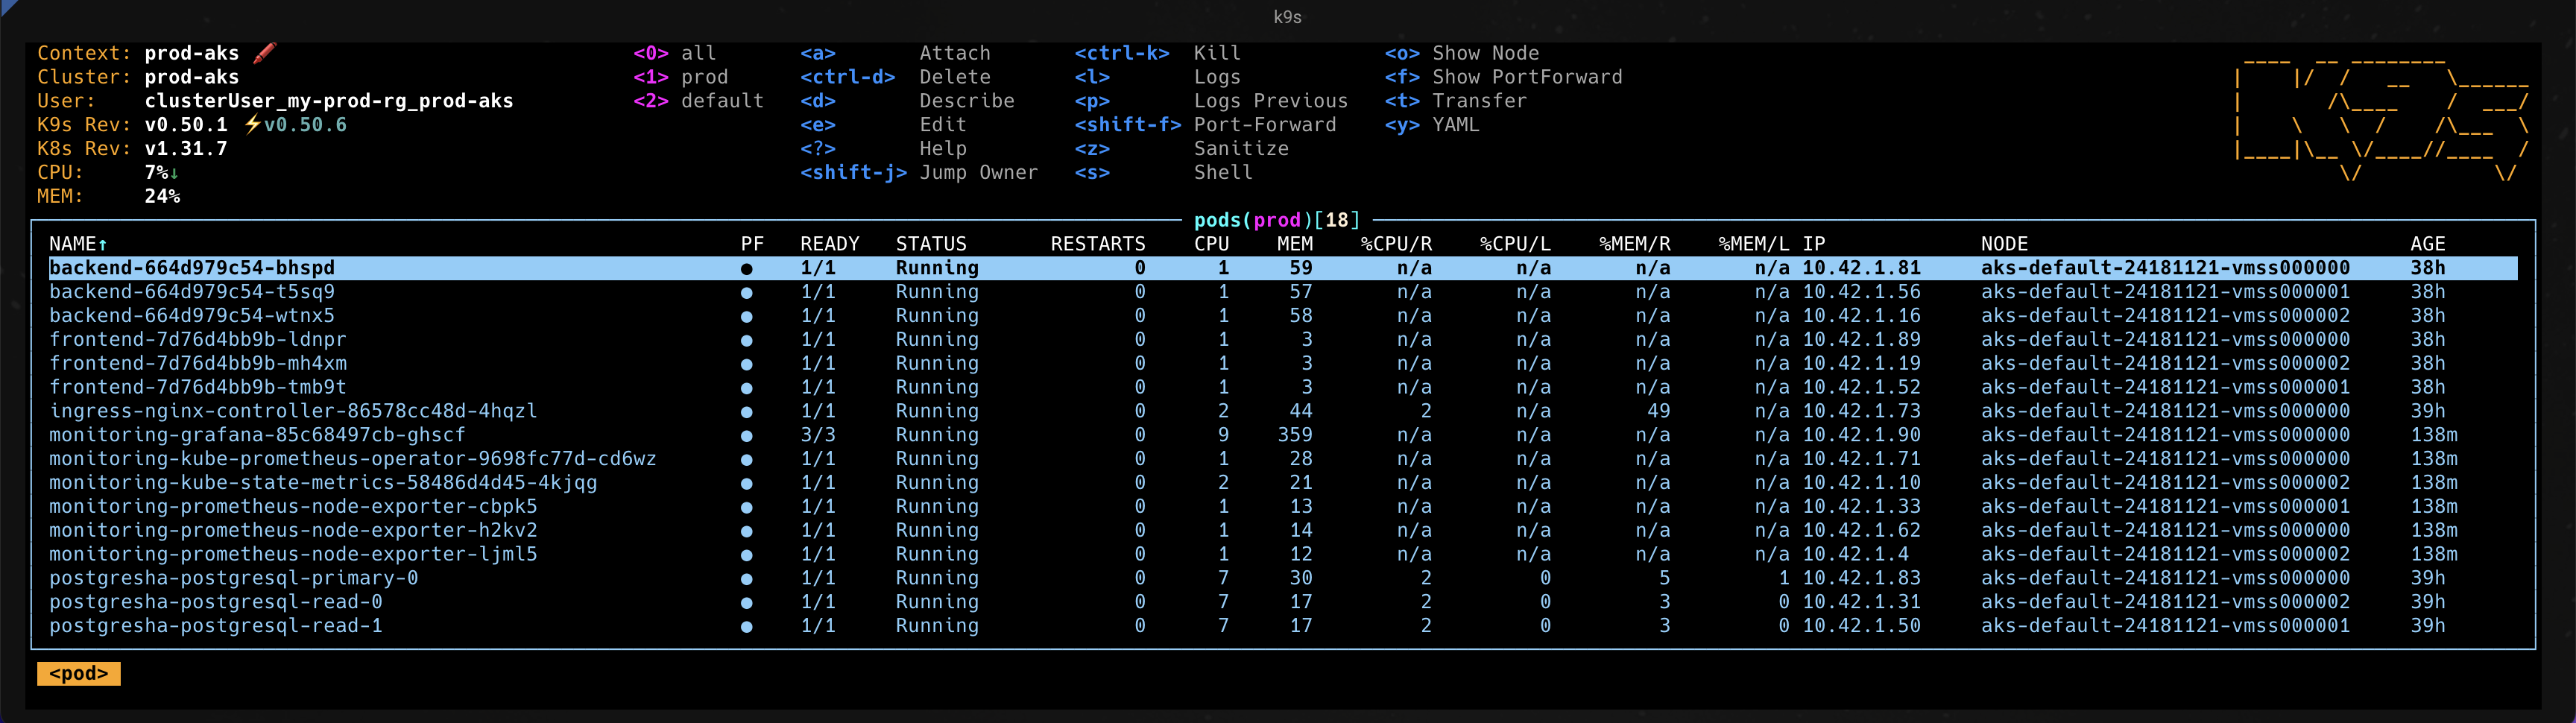 k9s
Context: prod-aks <0> all <a> Attach <ctrl-k> Kill <o> Show Node
Cluster: prod-aks <1> prod <ctrl-d> Delete <l> Logs <f> Show PortForward
User: clusterUser_my-prod-rg_prod-aks <2> default <d> Describe <p> Logs Previous <t> Transfer
K9s Rev: v0.50.1 ⚡v0.50.6 <e> Edit <shift-f> Port-Forward <y> YAML
K8s Rev: v1.31.7 <?> Help <z> Sanitize
CPU: 7%↓ <shift-j> Jump Owner <s> Shell
MEM: 24%
K9s
pods(prod)[18]
NAME↑ PF READY STATUS RESTARTS CPU MEM %CPU/R %CPU/L %MEM/R %MEM/L IP NODE AGE
backend-664d979c54-bhspd ● 1/1 Running 0 1 59 n/a n/a n/a n/a 10.42.1.81 aks-default-24181121-vmss000000 38h
backend-664d979c54-t5sq9 ● 1/1 Running 0 1 57 n/a n/a n/a n/a 10.42.1.56 aks-default-24181121-vmss000001 38h
backend-664d979c54-wtnx5 ● 1/1 Running 0 1 58 n/a n/a n/a n/a 10.42.1.16 aks-default-24181121-vmss000002 38h
frontend-7d76d4bb9b-ldnpr ● 1/1 Running 0 1 3 n/a n/a n/a n/a 10.42.1.89 aks-default-24181121-vmss000000 38h
frontend-7d76d4bb9b-mh4xm ● 1/1 Running 0 1 3 n/a n/a n/a n/a 10.42.1.19 aks-default-24181121-vmss000002 38h
frontend-7d76d4bb9b-tmb9t ● 1/1 Running 0 1 3 n/a n/a n/a n/a 10.42.1.52 aks-default-24181121-vmss000001 38h
ingress-nginx-controller-86578cc48d-4hqzl ● 1/1 Running 0 2 44 2 n/a 49 n/a 10.42.1.73 aks-default-24181121-vmss000000 39h
monitoring-grafana-85c68497cb-ghscf ● 3/3 Running 0 9 359 n/a n/a n/a n/a 10.42.1.90 aks-default-24181121-vmss000000 138m
monitoring-kube-prometheus-operator-9698fc77d-cd6wz ● 1/1 Running 0 1 28 n/a n/a n/a n/a 10.42.1.71 aks-default-24181121-vmss000000 138m
monitoring-kube-state-metrics-58486d4d45-4kjqg ● 1/1 Running 0 2 21 n/a n/a n/a n/a 10.42.1.10 aks-default-24181121-vmss000002 138m
monitoring-prometheus-node-exporter-cbpk5 ● 1/1 Running 0 1 13 n/a n/a n/a n/a 10.42.1.33 aks-default-24181121-vmss000001 138m
monitoring-prometheus-node-exporter-h2kv2 ● 1/1 Running 0 1 14 n/a n/a n/a n/a 10.42.1.62 aks-default-24181121-vmss000000 138m
monitoring-prometheus-node-exporter-ljml5 ● 1/1 Running 0 1 12 n/a n/a n/a n/a 10.42.1.4 aks-default-24181121-vmss000002 138m
postgresha-postgresql-primary-0 ● 1/1 Running 0 7 30 2 0 5 1 10.42.1.83 aks-default-24181121-vmss000000 39h
postgresha-postgresql-read-0 ● 1/1 Running 0 7 17 2 0 3 0 10.42.1.31 aks-default-24181121-vmss000002 39h
postgresha-postgresql-read-1 ● 1/1 Running 0 7 17 2 0 3 0 10.42.1.50 aks-default-24181121-vmss000001 39h
<pod>